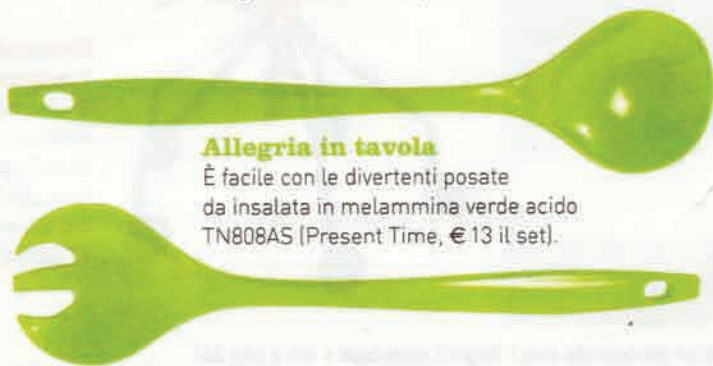 Allegria in tavola
È facile con le divertenti posate
da insalata in melammina verde acido
TN808AS (Present Time, € 13 il set).